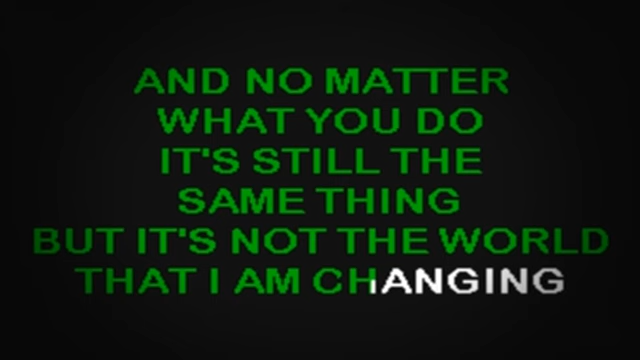 AND NO MATTER
WHAT YOU DO
IT'S STILL THE
SAME THING
BUT IT'S NOT THE WORLD
THAT I AM CHANGING